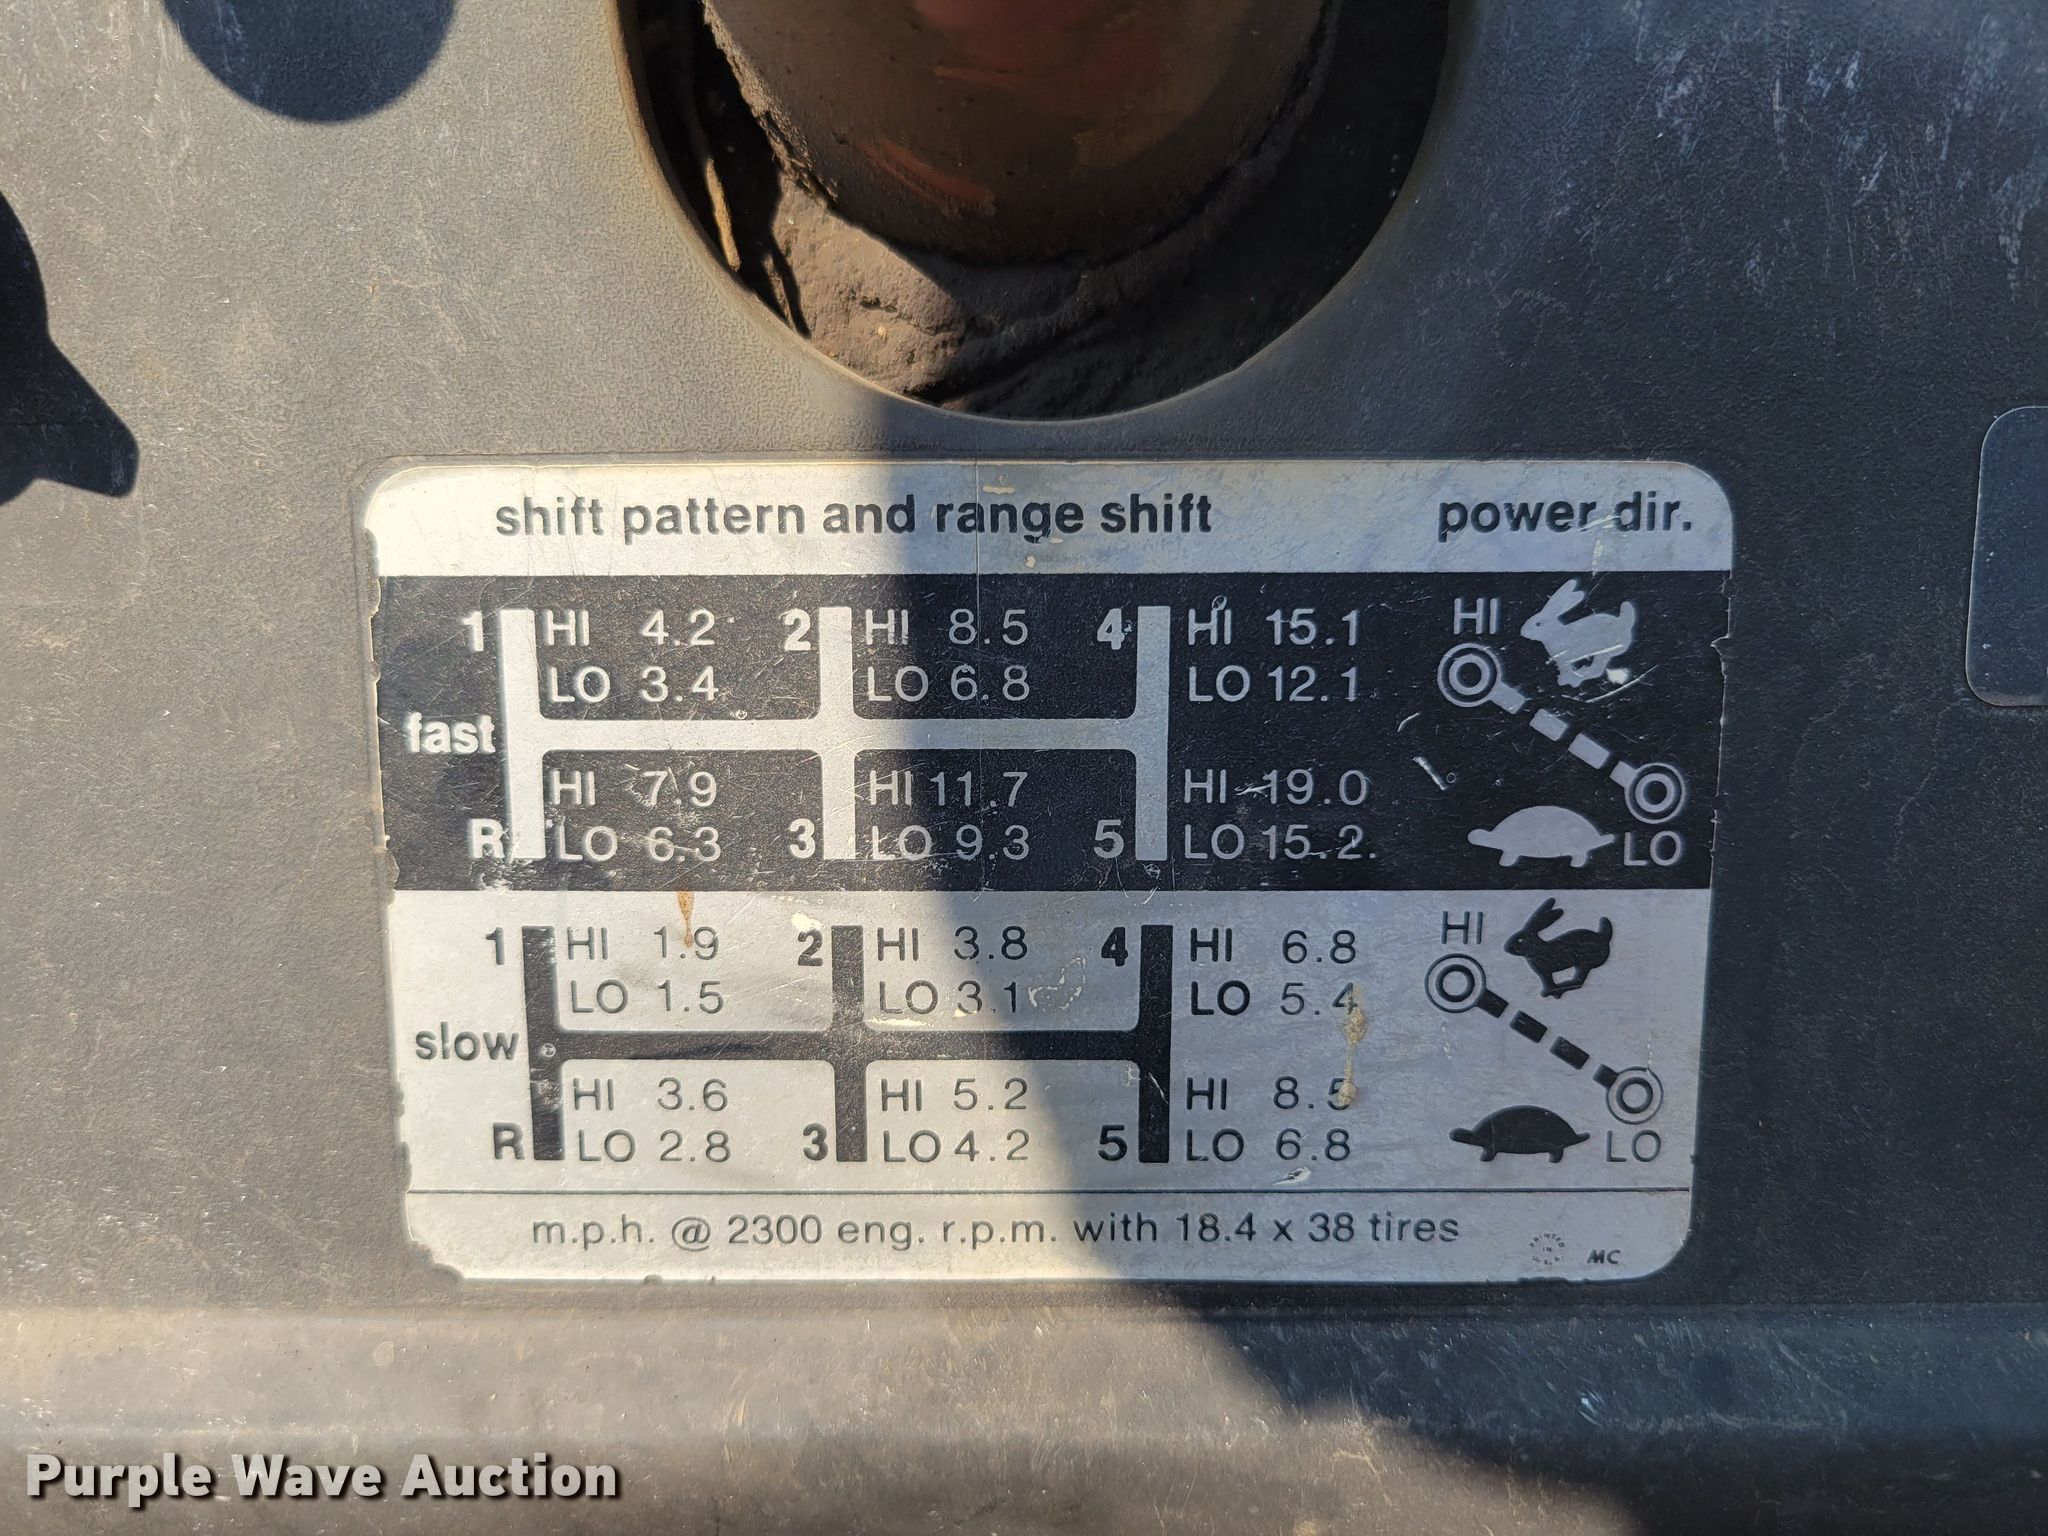 shift pattern and range shift power dir.
1 HI 4.2 2 HI 8.5 4 HI 15.1 HI
LO 3.4 LO 6.8 LO 12.1
fast
HI 7.9 HI 11.7 HI 19.0
R LO 6.3 3 LO 9.3 5 LO 15.2. LO
1 HI 1.9 2 HI 3.8 4 HI 6.8 HI
LO 1.5 LO 3.1 LO 5.4
slow
HI 3.6 HI 5.2 HI 8.5
R LO 2.8 3 LO 4.2 5 LO 6.8 LO
m.p.h. @ 2300 eng. r.p.m. with 18.4 x 38 tires
PRINTED IN U.S.A. MC
Purple Wave Auction